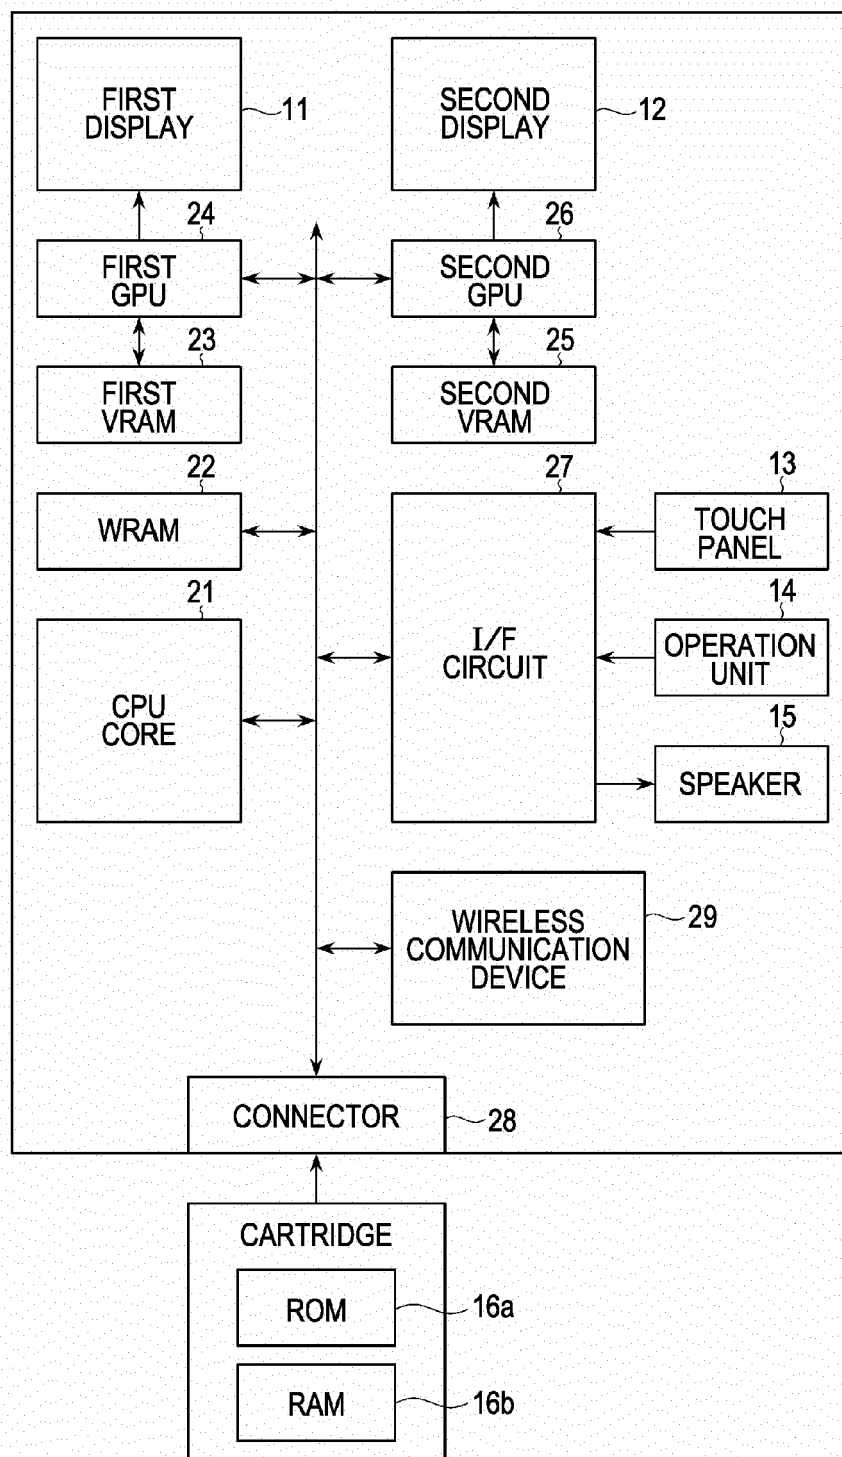 FIRST
DISPLAY
11
SECOND
DISPLAY
12
24
FIRST
GPU
26
SECOND
GPU
23
FIRST
VRAM
25
SECOND
VRAM
22
WRAM
27
I/F
CIRCUIT
13
TOUCH
PANEL
21
CPU
CORE
14
OPERATION
UNIT
15
SPEAKER
WIRELESS
COMMUNICATION
DEVICE
29
CONNECTOR
28
CARTRIDGE
ROM
16a
RAM
16b